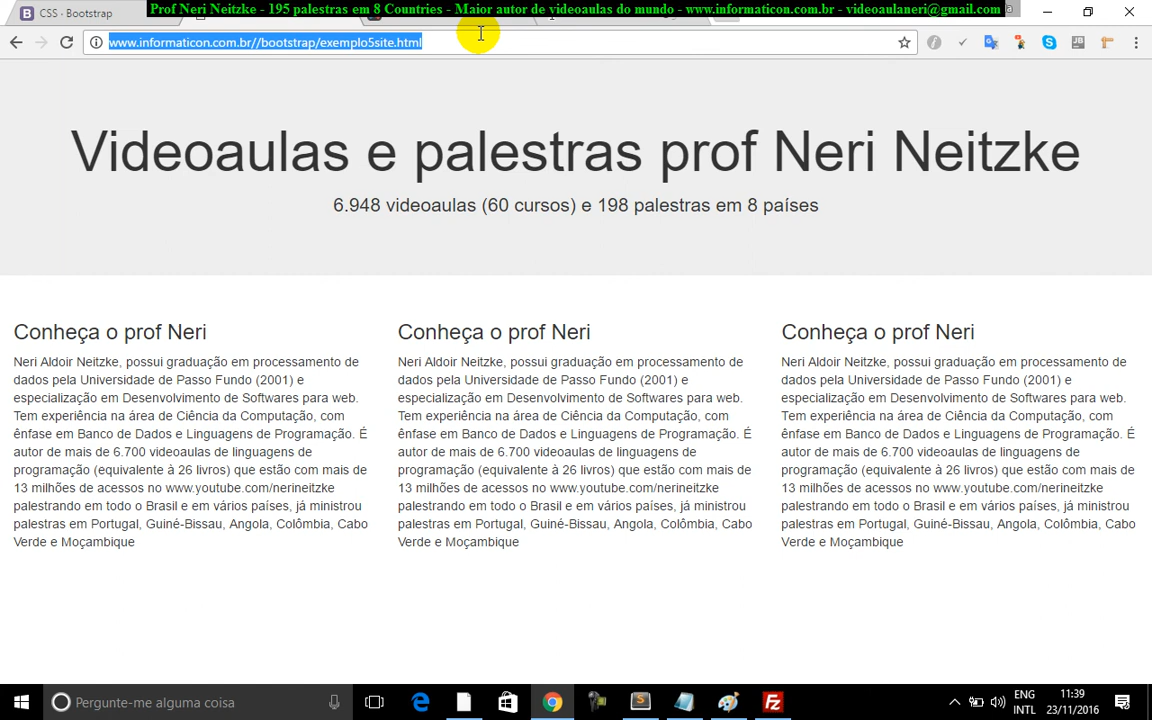 Prof Neri Neitzke - 195 palestras em 8 Countries - Maior autor de videoaulas do mundo - www.informaticon.com.br - videoaulaneri@gmail.com
CSS · Bootstrap
www.informaticon.com.br//bootstrap/exemplo5site.html
Videoaulas e palestras prof Neri Neitzke
6.948 videoaulas (60 cursos) e 198 palestras em 8 países
Conheça o prof Neri
Neri Aldoir Neitzke, possui graduação em processamento de
dados pela Universidade de Passo Fundo (2001) e
especialização em Desenvolvimento de Softwares para web.
Tem experiência na área de Ciência da Computação, com
ênfase em Banco de Dados e Linguagens de Programação. É
autor de mais de 6.700 videoaulas de linguagens de
programação (equivalente à 26 livros) que estão com mais de
13 milhões de acessos no www.youtube.com/nerineitzke
palestrando em todo o Brasil e em vários países, já ministrou
palestras em Portugal, Guiné-Bissau, Angola, Colômbia, Cabo
Verde e Moçambique
Conheça o prof Neri
Neri Aldoir Neitzke, possui graduação em processamento de
dados pela Universidade de Passo Fundo (2001) e
especialização em Desenvolvimento de Softwares para web.
Tem experiência na área de Ciência da Computação, com
ênfase em Banco de Dados e Linguagens de Programação. É
autor de mais de 6.700 videoaulas de linguagens de
programação (equivalente à 26 livros) que estão com mais de
13 milhões de acessos no www.youtube.com/nerineitzke
palestrando em todo o Brasil e em vários países, já ministrou
palestras em Portugal, Guiné-Bissau, Angola, Colômbia, Cabo
Verde e Moçambique
Conheça o prof Neri
Neri Aldoir Neitzke, possui graduação em processamento de
dados pela Universidade de Passo Fundo (2001) e
especialização em Desenvolvimento de Softwares para web.
Tem experiência na área de Ciência da Computação, com
ênfase em Banco de Dados e Linguagens de Programação. É
autor de mais de 6.700 videoaulas de linguagens de
programação (equivalente à 26 livros) que estão com mais de
13 milhões de acessos no www.youtube.com/nerineitzke
palestrando em todo o Brasil e em vários países, já ministrou
palestras em Portugal, Guiné-Bissau, Angola, Colômbia, Cabo
Verde e Moçambique
Pergunte-me alguma coisa
ENG
INTL
11:39
23/11/2016